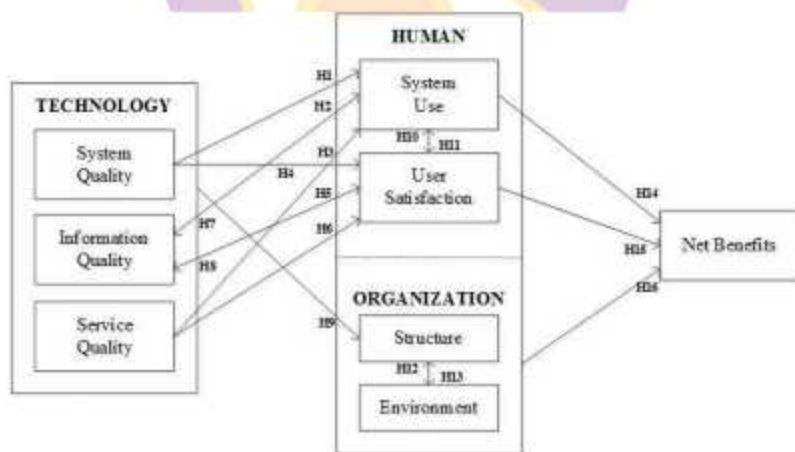 TECHNOLOGY
System
Quality
Information
Quality
Service
Quality
H1
H2
H3
H4
H5
H6
H7
H8
H9
HUMAN
System
Use
H10
H11
User
Satisfaction
ORGANIZATION
Structure
H12
H13
Environment
H14
H15
H16
Net Benefits